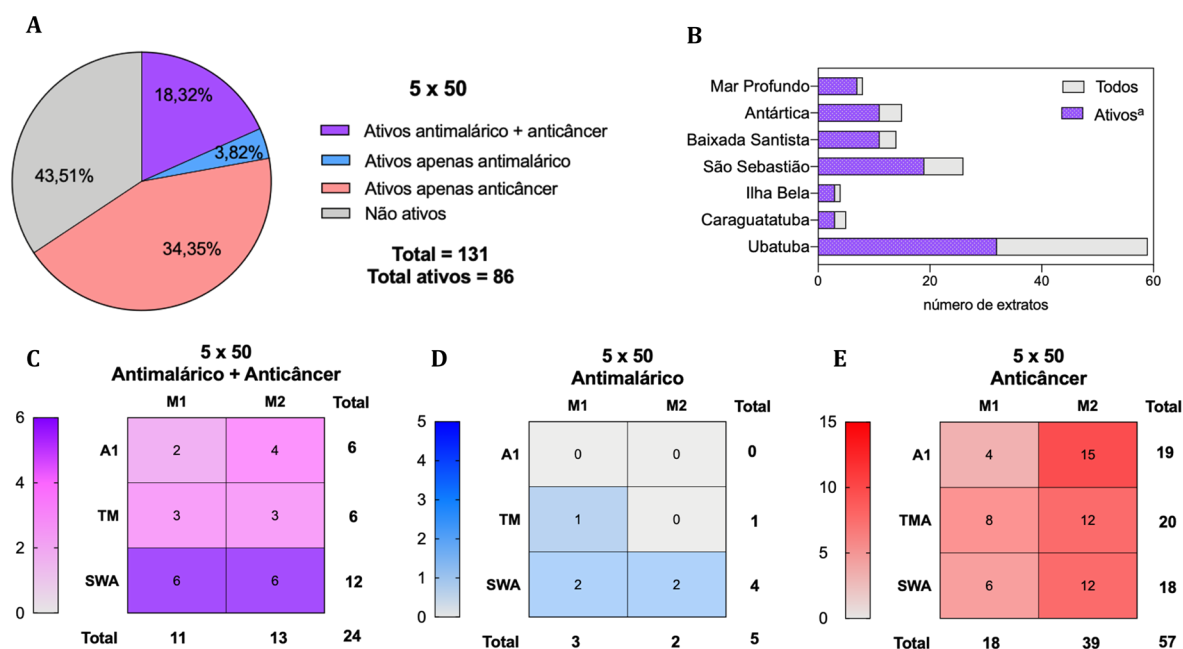 A
18,32%
3,82%
43,51%
34,35%
5 x 50
Ativos antimalárico + anticâncer
Ativos apenas antimalárico
Ativos apenas anticâncer
Não ativos
Total = 131
Total ativos = 86
B
Mar Profundo
Antártica
Baixada Santista
São Sebastião
Ilha Bela
Caraguatatuba
Ubatuba
Todos
Ativosª
0 20 40 60
número de extratos
C
5 x 50
Antimalárico + Anticâncer
M1 M2 Total
A1 2 4 6
TM 3 3 6
SWA 6 6 12
Total 11 13 24
6
4
2
0
D
5 x 50
Antimalárico
M1 M2 Total
A1 0 0 0
TM 1 0 1
SWA 2 2 4
Total 3 2 5
5
4
3
2
1
0
E
5 x 50
Anticâncer
M1 M2 Total
A1 4 15 19
TMA 8 12 20
SWA 6 12 18
Total 18 39 57
15
10
5
0